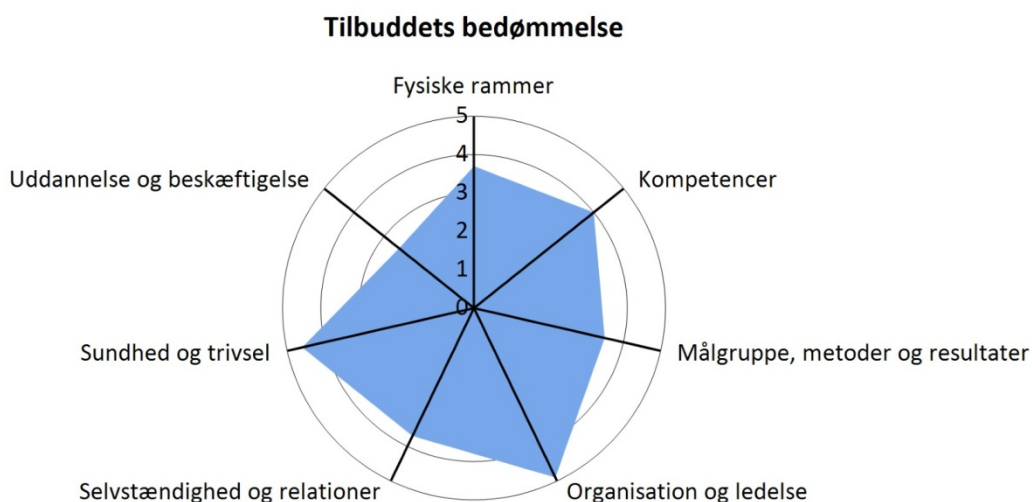 Tilbuddets bedømmelse
Fysiske rammer
5
4
3
2
1
0
Uddannelse og beskæftigelse
Kompetencer
Sundhed og trivsel
Målgruppe, metoder og resultater
Selvstændighed og relationer
Organisation og ledelse